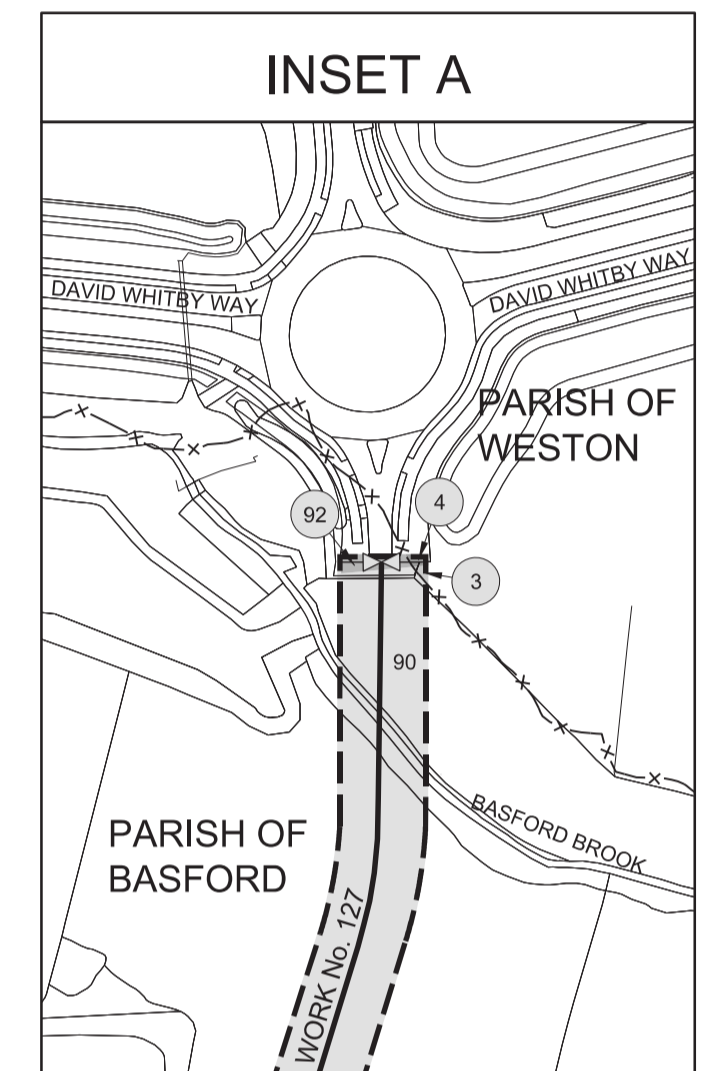 INSET A
DAVID WHITBY WAY
DAVID WHITBY WAY
PARISH OF
WESTON
92
4
3
90
BASFORD BROOK
PARISH OF
BASFORD
WORK No. 127